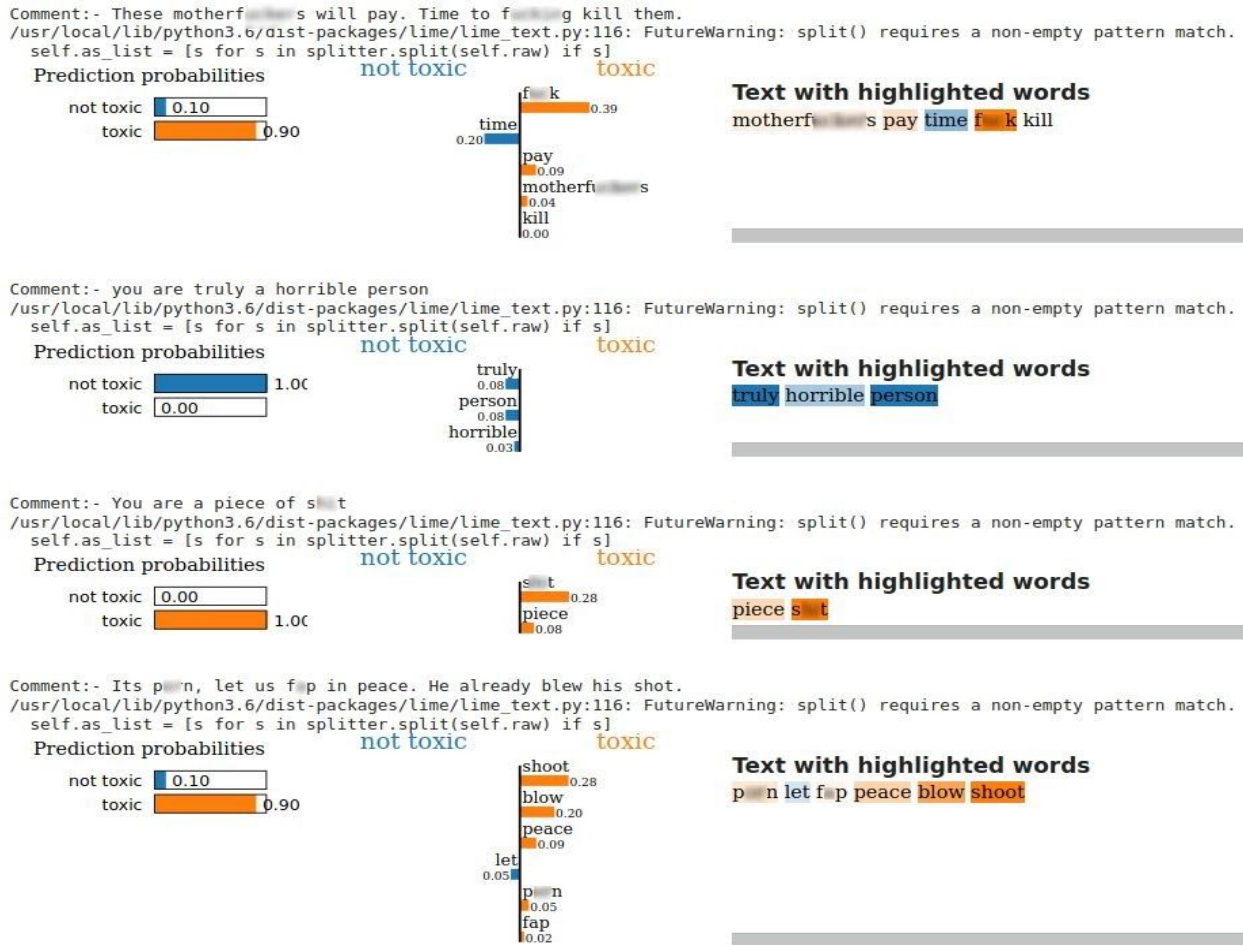 Comment:- These s will pay. Time to g kill them.
/usr/local/lib/python3.6/dist-packages/lime/lime_text.py:116: FutureWarning: split() requires a non-empty pattern match.
self.as_list = [s for s in splitter.split(self.raw) if s]
Prediction probabilities
not toxic 0.10
toxic 0.90
not toxic toxic
f k
0.39
time
0.20
pay
0.09
motherfu s
0.04
kill
0.00
Text with highlighted words
motherf s pay time f k kill
Comment:- you are truly a horrible person
/usr/local/lib/python3.6/dist-packages/lime/lime_text.py:116: FutureWarning: split() requires a non-empty pattern match.
self.as_list = [s for s in splitter.split(self.raw) if s]
Prediction probabilities
not toxic 1.00
toxic 0.00
not toxic toxic
truly
0.08
person
0.08
horrible
0.03
Text with highlighted words
truly horrible person
Comment:- You are a piece of s t
/usr/local/lib/python3.6/dist-packages/lime/lime_text.py:116: FutureWarning: split() requires a non-empty pattern match.
self.as_list = [s for s in splitter.split(self.raw) if s]
Prediction probabilities
not toxic 0.00
toxic 1.00
not toxic toxic
s t
0.28
piece
0.08
Text with highlighted words
piece s t
Comment:- Its p n, let us f p in peace. He already blew his shot.
/usr/local/lib/python3.6/dist-packages/lime/lime_text.py:116: FutureWarning: split() requires a non-empty pattern match.
self.as_list = [s for s in splitter.split(self.raw) if s]
Prediction probabilities
not toxic 0.10
toxic 0.90
not toxic toxic
shoot
0.28
blow
0.20
peace
0.09
let
0.05
p n
0.05
fap
0.02
Text with highlighted words
p n let f p peace blow shoot